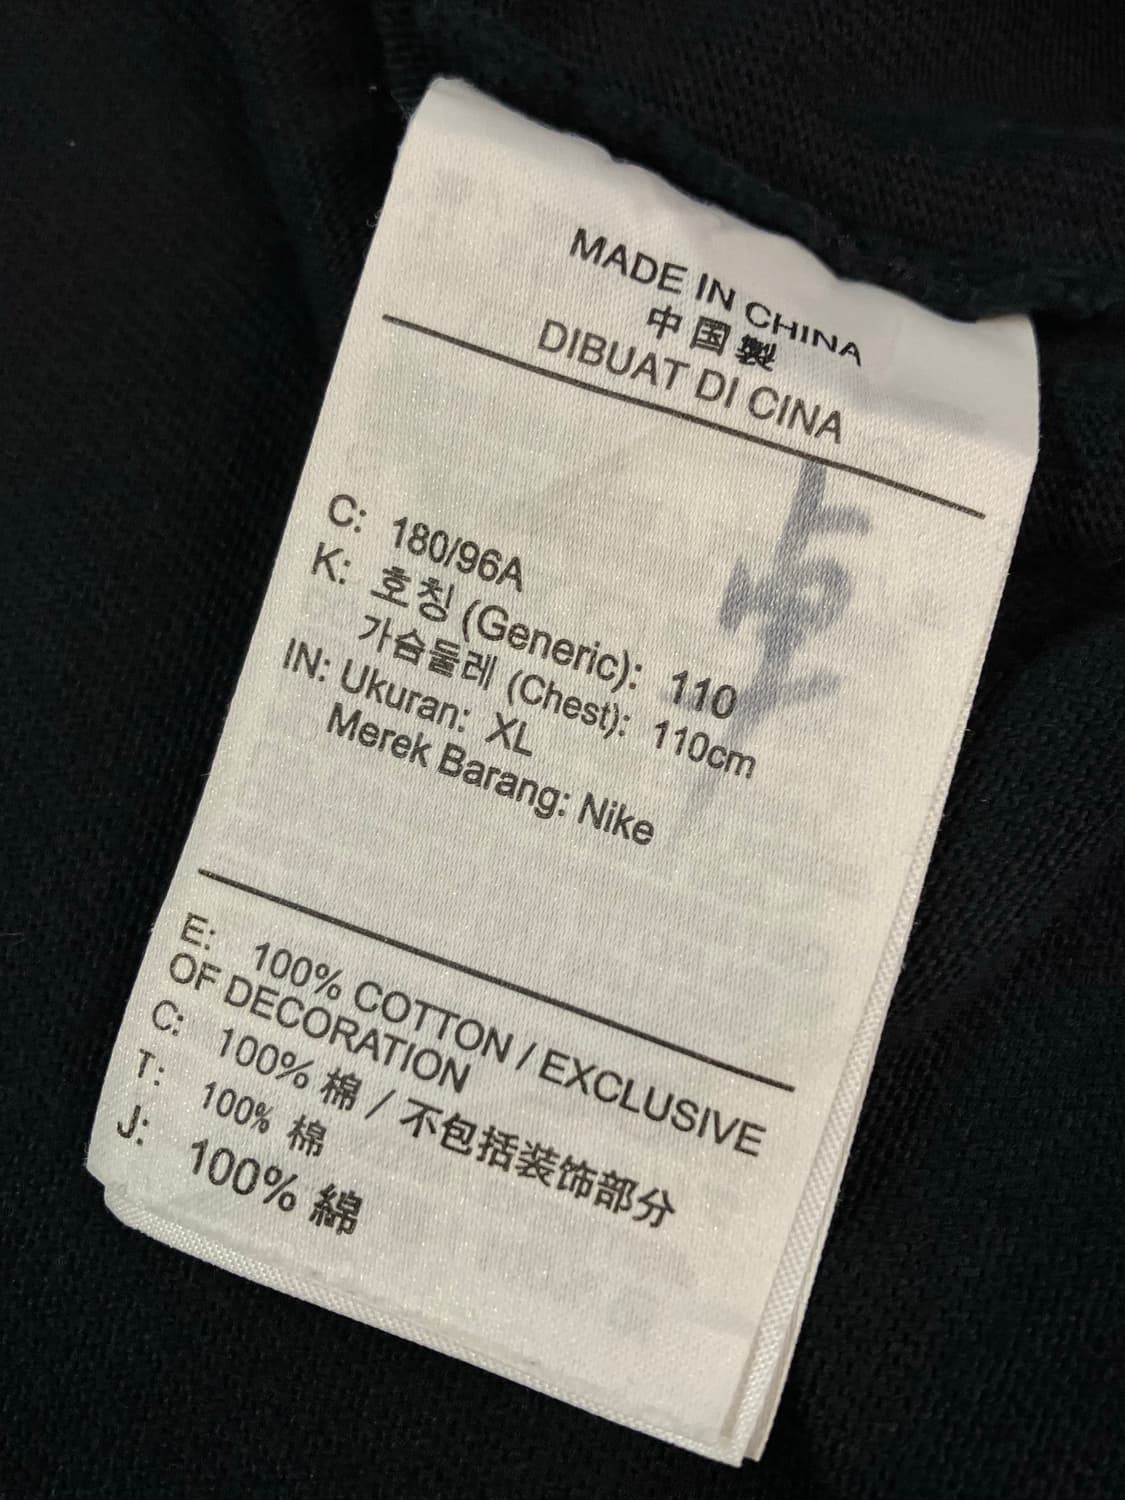 MADE IN CHINA
中国製
DIBUAT DI CINA
C: 180/96A
K: 호칭 (Generic): 110
가슴둘레 (Chest): 110cm
IN: Ukuran: XL
Merek Barang: Nike
E: 100% COTTON / EXCLUSIVE
OF DECORATION
C: 100% 棉 / 不包括装饰部分
T: 100% 棉
J: 100% 綿